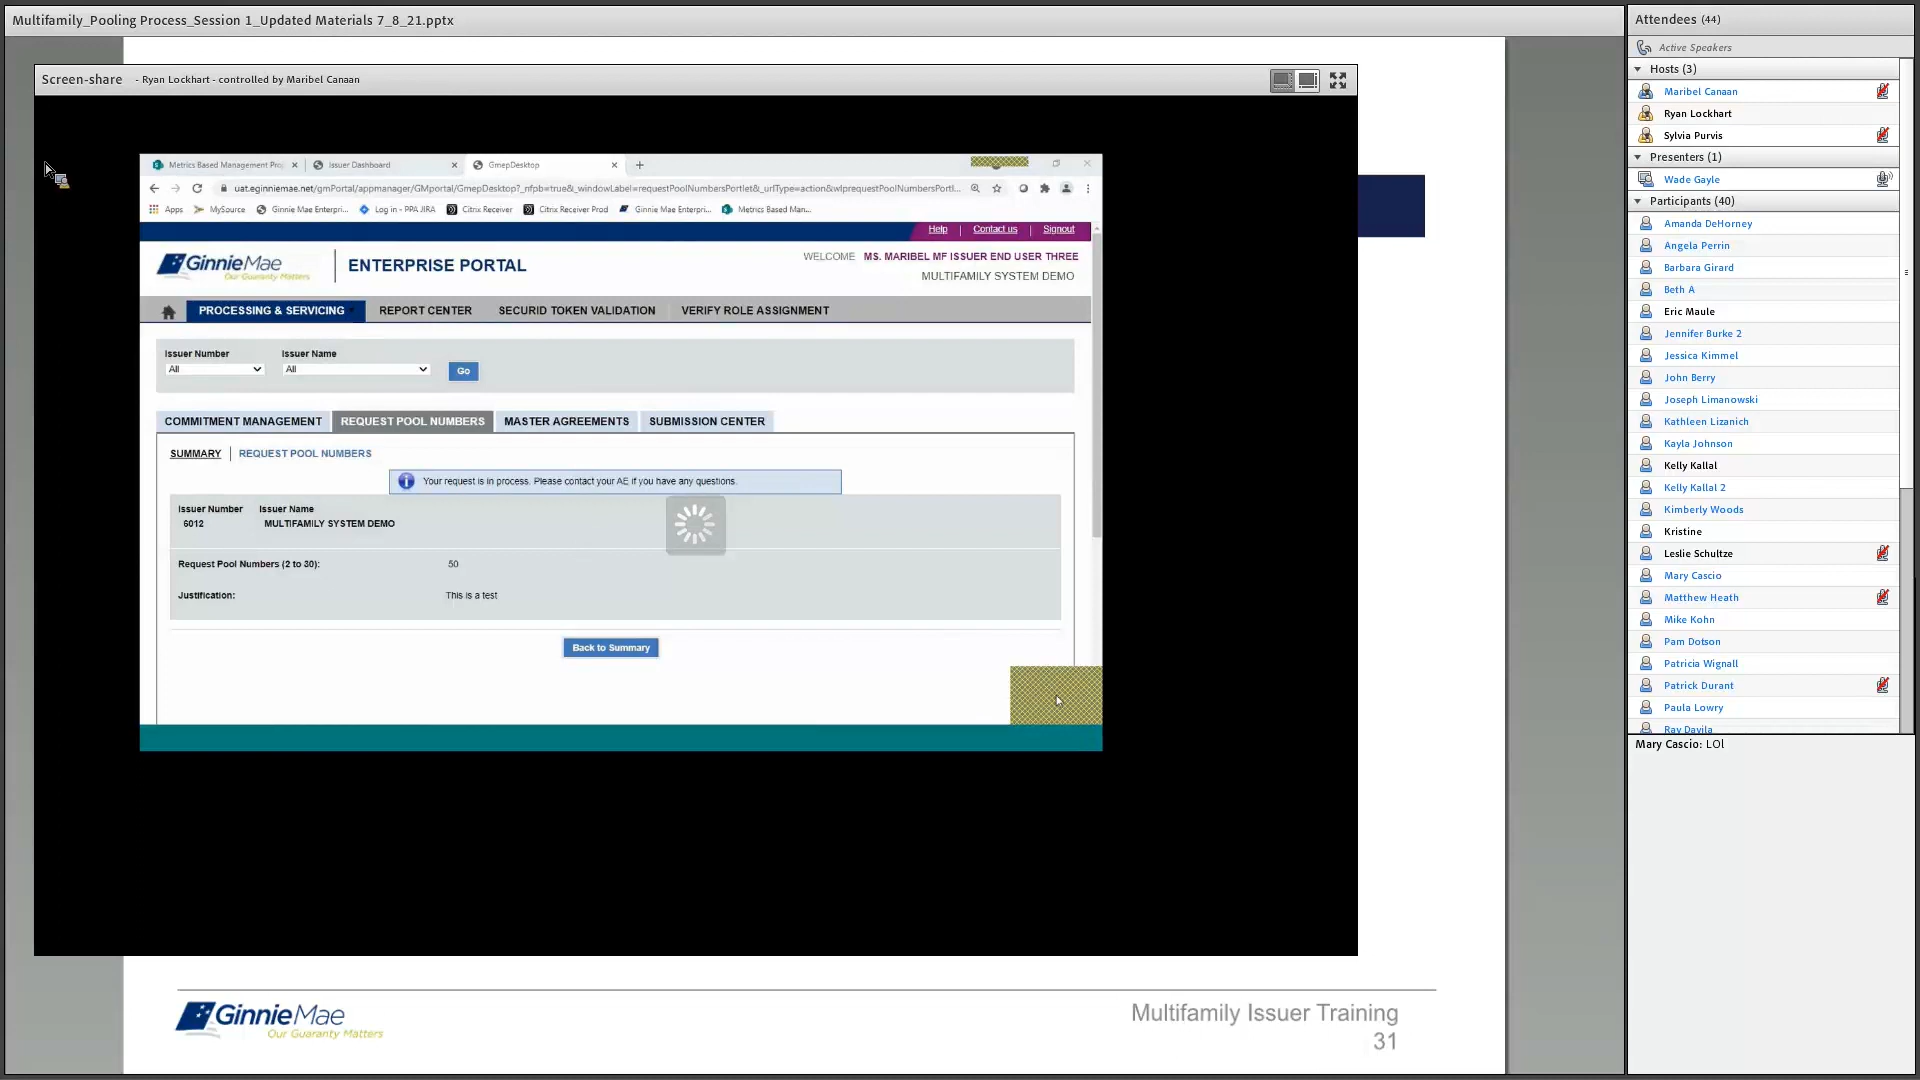 Multifamily_Pooling Process_Session 1_Updated Materials 7_8_21.pptx
Screen-share - Ryan Lockhart - controlled by Maribel Canaan
Metrics Based Management Pro
Issuer Dashboard
GmepDesktop
uat.eginniemae.net/gmPortal/appmanager/GMportal/GmepDesktop?_nfpb=true&_windowLabel=requestPoolNumbersPortlet&_urlType=action&wlprequestPoolNumbersPortl...
Apps MySource Ginnie Mae Enterpri... Log in - PPA JIRA Citrix Receiver Citrix Receiver Prod Ginnie Mae Enterpri... Metrics Based Man...
Help | Contact us | Signout
GinnieMae
Our Guaranty Matters
ENTERPRISE PORTAL
WELCOME MS. MARIBEL MF ISSUER END USER THREE
MULTIFAMILY SYSTEM DEMO
PROCESSING & SERVICING REPORT CENTER SECURID TOKEN VALIDATION VERIFY ROLE ASSIGNMENT
Issuer Number Issuer Name
All All Go
COMMITMENT MANAGEMENT REQUEST POOL NUMBERS MASTER AGREEMENTS SUBMISSION CENTER
SUMMARY | REQUEST POOL NUMBERS
Your request is in process. Please contact your AE if you have any questions.
Issuer Number Issuer Name
6012 MULTIFAMILY SYSTEM DEMO
Request Pool Numbers (2 to 30): 50
Justification: This is a test
Back to Summary
GinnieMae
Our Guaranty Matters
Multifamily Issuer Training
31
Attendees (44)
Active Speakers
Hosts (3)
Maribel Canaan
Ryan Lockhart
Sylvia Purvis
Presenters (1)
Wade Gayle
Participants (40)
Amanda DeHorney
Angela Perrin
Barbara Girard
Beth A
Eric Maule
Jennifer Burke 2
Jessica Kimmel
John Berry
Joseph Limanowski
Kathleen Lizanich
Kayla Johnson
Kelly Kallal
Kelly Kallal 2
Kimberly Woods
Kristine
Leslie Schultze
Mary Cascio
Matthew Heath
Mike Kohn
Pam Dotson
Patricia Wignall
Patrick Durant
Paula Lowry
Ray Davila
Mary Cascio: LOl